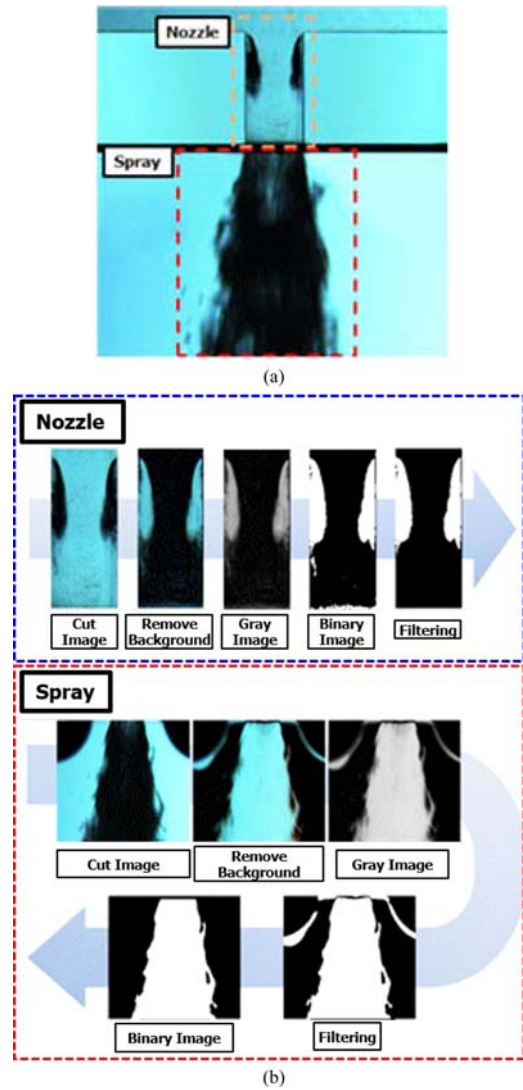 Nozzle
Spray
(a)
Nozzle
Cut
Image
Remove
Background
Gray
Image
Binary
Image
Filtering
Spray
Cut Image
Remove
Background
Gray Image
Binary Image
Filtering
(b)